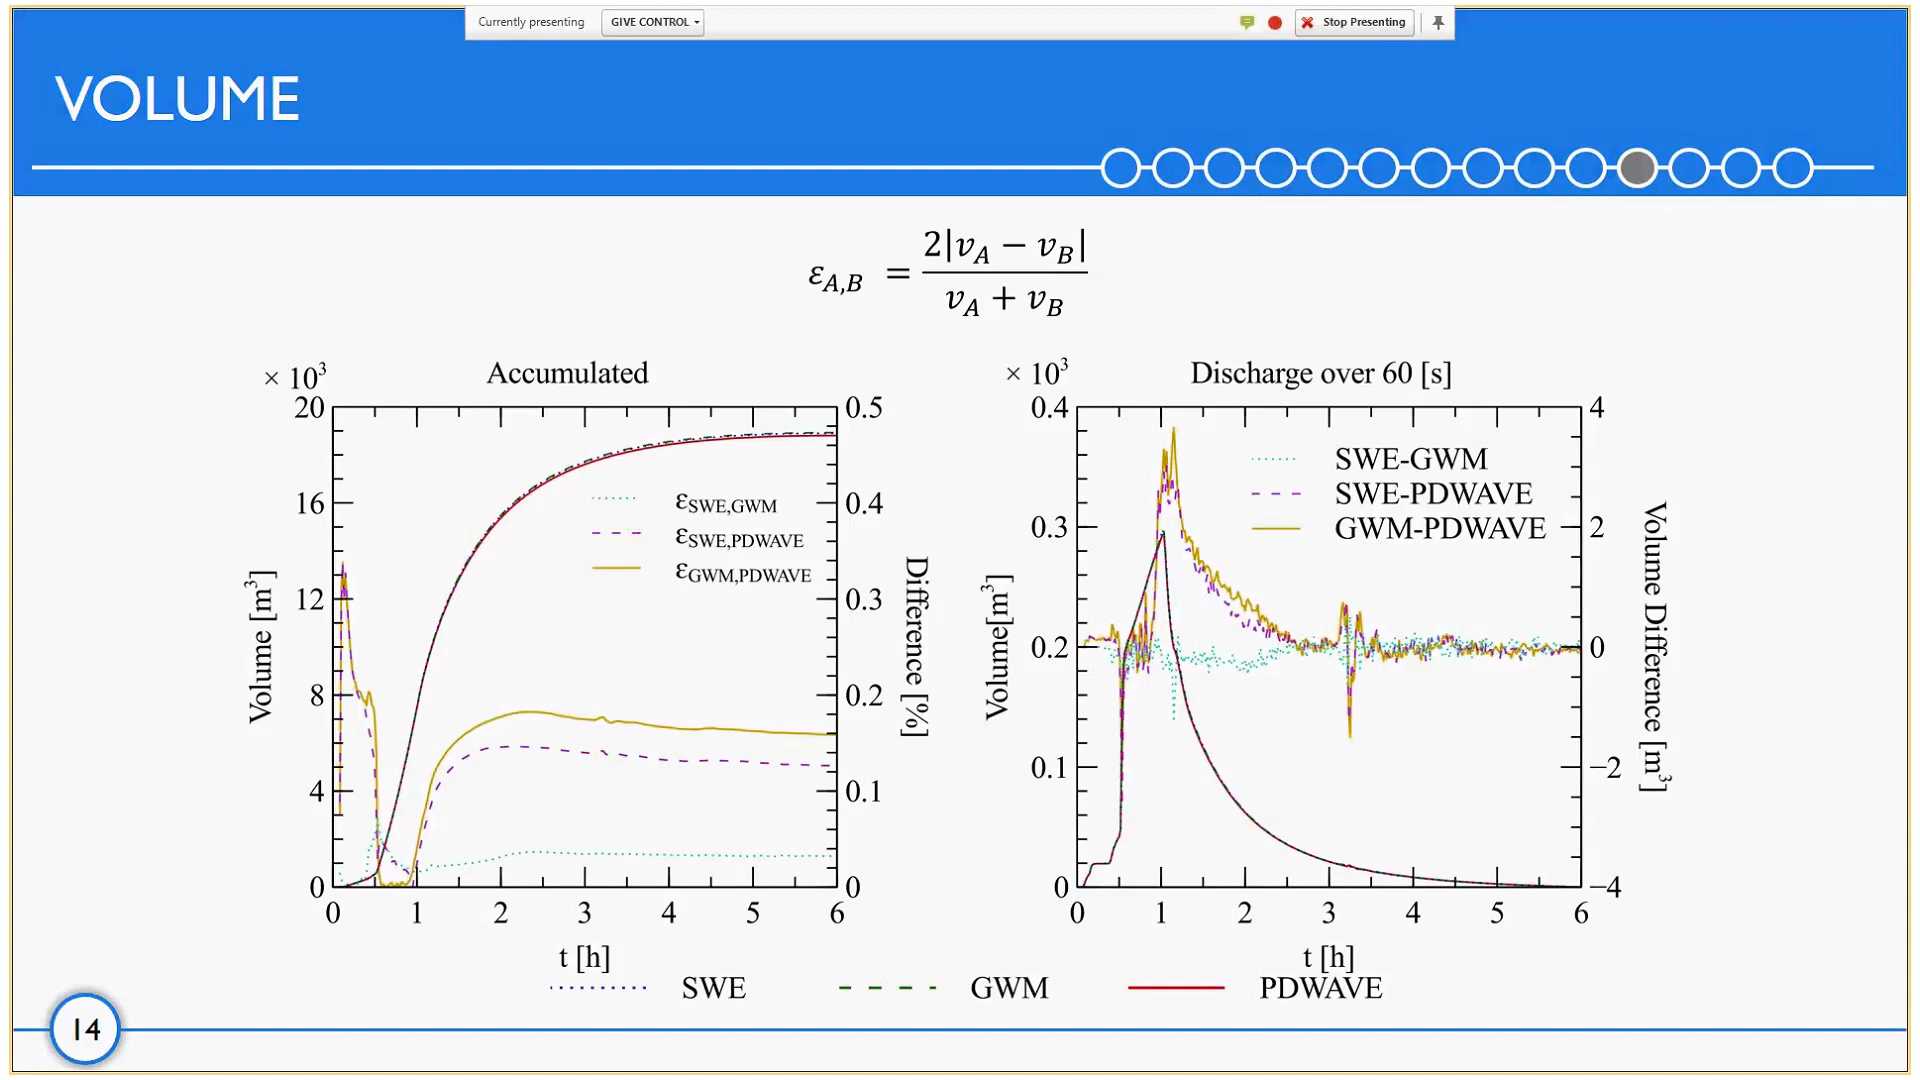 Currently presenting GIVE CONTROL Stop Presenting
VOLUME
ε_{A,B} = \frac{2|v_A − v_B|}{v_A + v_B}
× 10³ Accumulated
20 16 12 8 4 0
Volume [m³]
0 1 2 3 4 5 6
t [h]
0.5 0.4 0.3 0.2 0.1 0
Difference [%]
ε_{SWE,GWM}
ε_{SWE,PDWAVE}
ε_{GWM,PDWAVE}
× 10³ Discharge over 60 [s]
0.4 0.3 0.2 0.1 0
Volume[m³]
0 1 2 3 4 5 6
t [h]
4 2 0 −2 −4
Volume Difference [m³]
SWE-GWM
SWE-PDWAVE
GWM-PDWAVE
SWE GWM PDWAVE
14